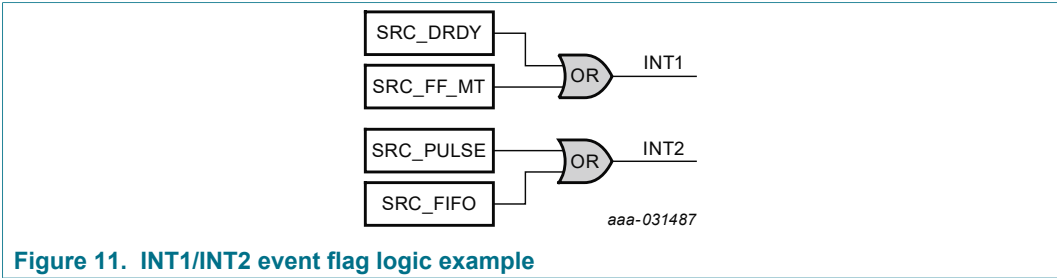 SRC_DRDY
SRC_FF_MT
OR
INT1
SRC_PULSE
SRC_FIFO
OR
INT2
aaa-031487
Figure 11. INT1/INT2 event flag logic example